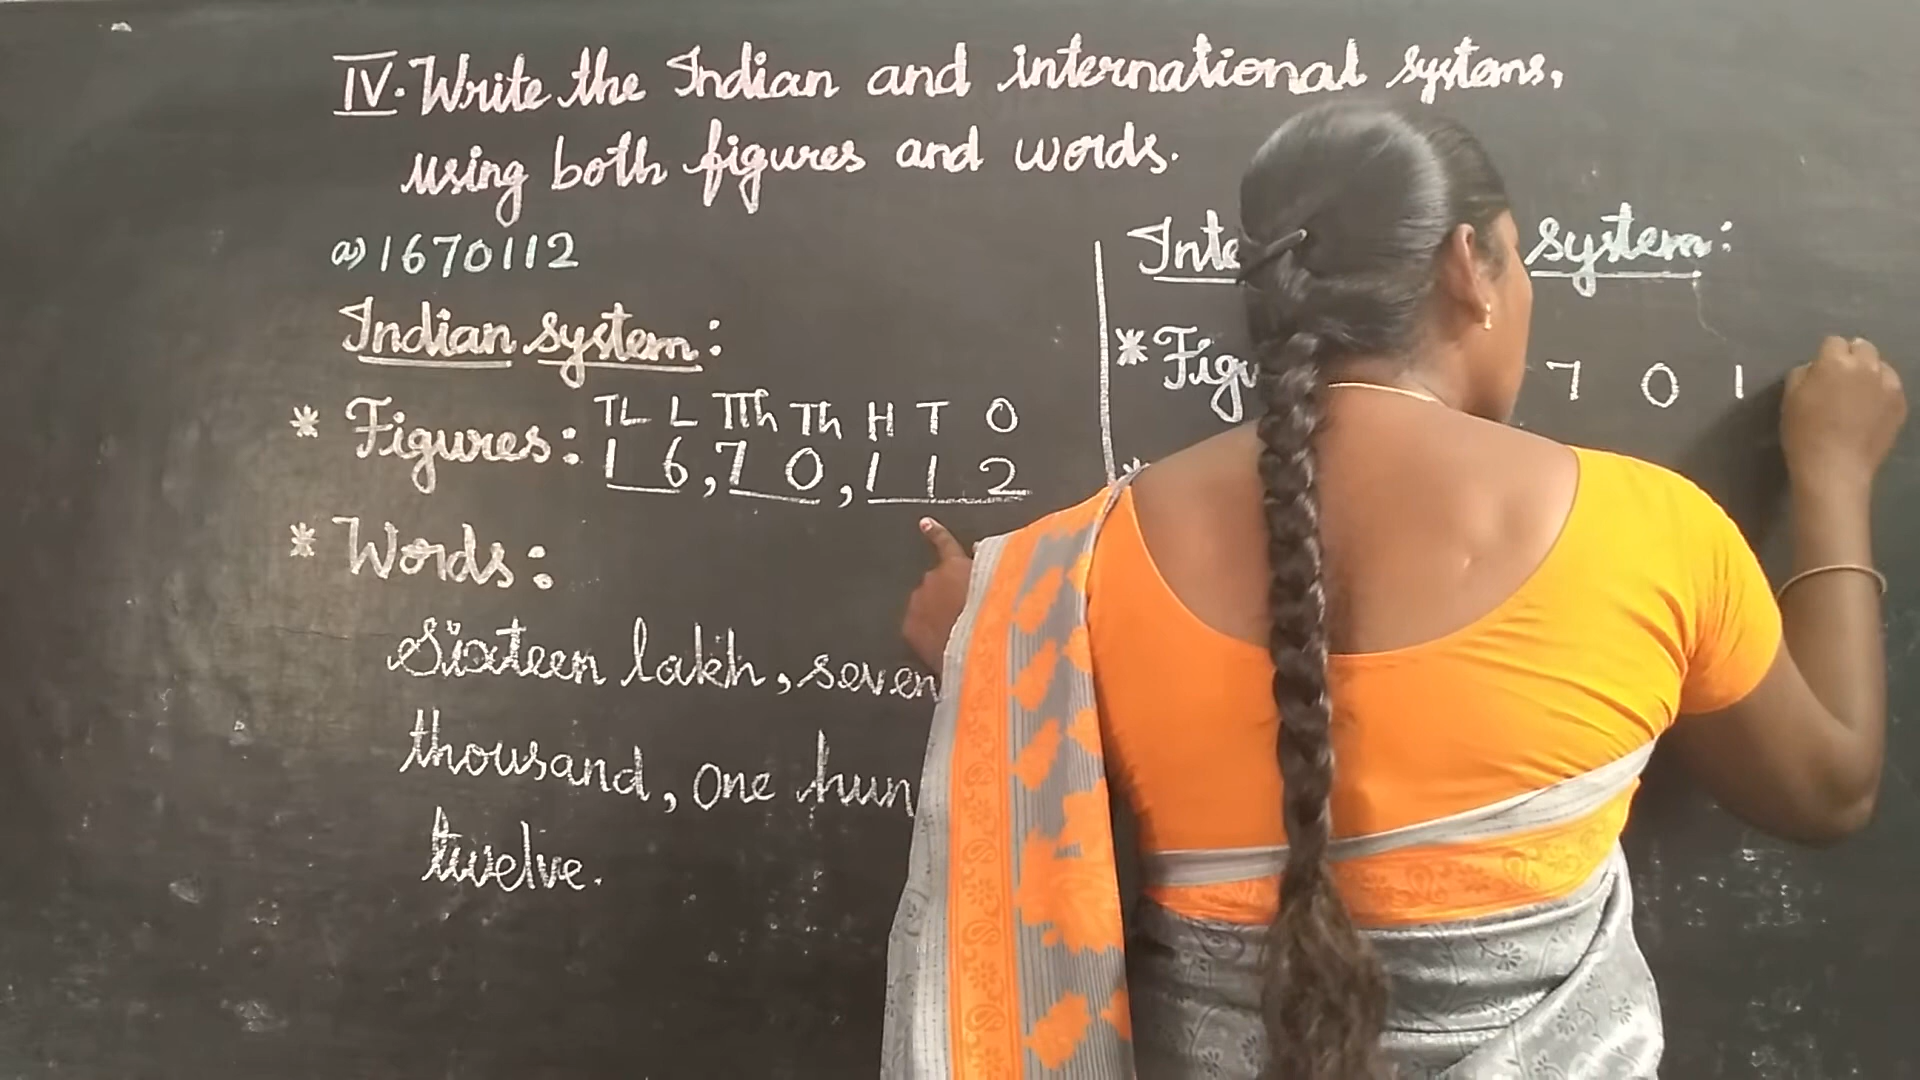 IV. Write the Indian and international systems,
using both figures and words.
a) 1670112
Indian system:
* Figures: TL L TTh Th H T O
1 6, 7 0, 1 1 2
* Words:
Sixteen lakh, seven
thousand, one hun
twelve.
Inte system:
* Figu 7 0 1
*